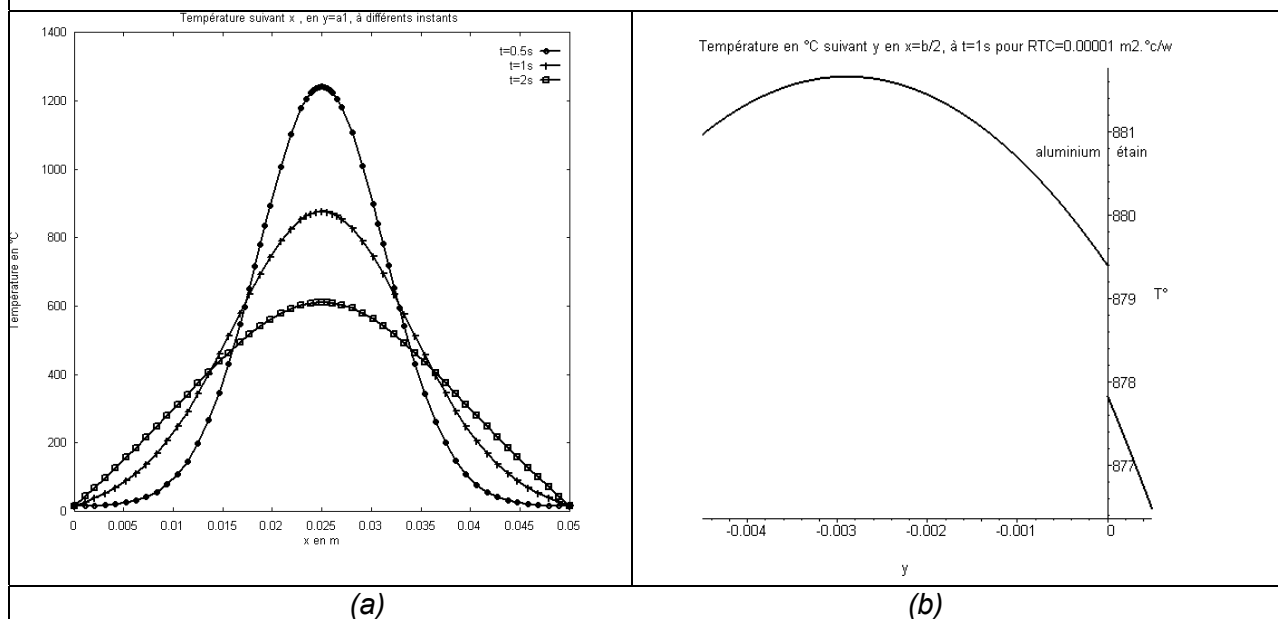 Température suivant x , en y=a1, à différents instants
1400
1200
1000
800
600
400
200
0
Température en °C
t=0.5s
t=1s
t=2s
0
0.005
0.01
0.015
0.02
0.025
0.03
0.035
0.04
0.045
0.05
x en m
Température en °C suivant y en x=b/2, à t=1s pour RTC=0.00001 m2.°c/w
881
aluminium
étain
880
879
T°
878
877
-0.004
-0.003
-0.002
-0.001
0
y
(a)
(b)